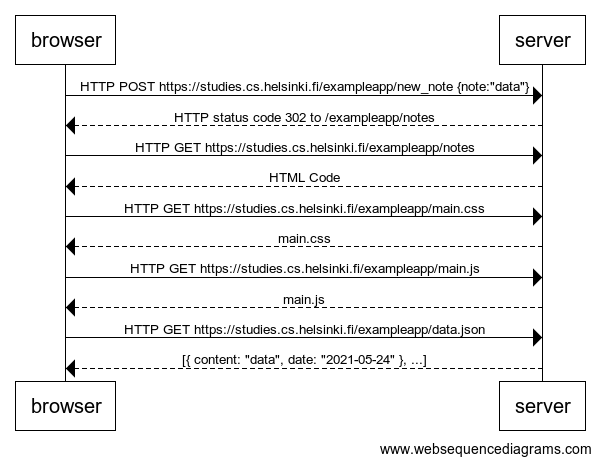 browser
server
HTTP POST https://studies.cs.helsinki.fi/exampleapp/new_note {note:"data"}
HTTP status code 302 to /exampleapp/notes
HTTP GET https://studies.cs.helsinki.fi/exampleapp/notes
HTML Code
HTTP GET https://studies.cs.helsinki.fi/exampleapp/main.css
main.css
HTTP GET https://studies.cs.helsinki.fi/exampleapp/main.js
main.js
HTTP GET https://studies.cs.helsinki.fi/exampleapp/data.json
[{ content: "data", date: "2021-05-24" }, ...]
browser
server
www.websequencediagrams.com